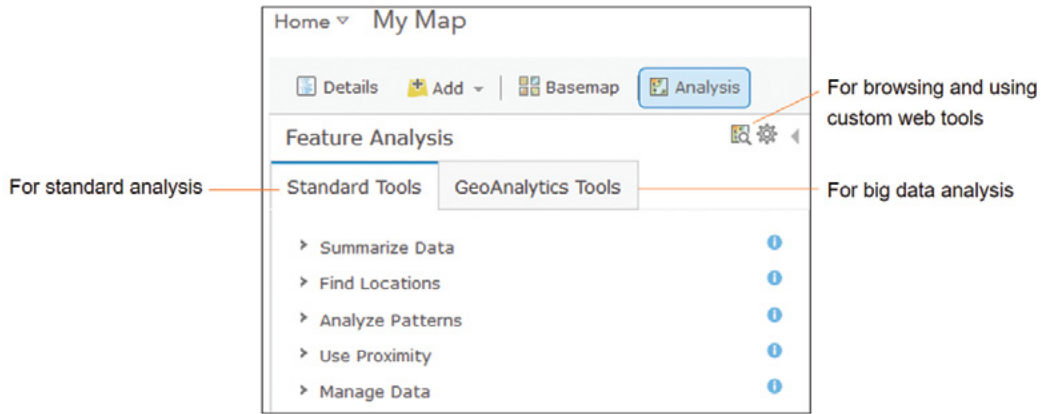 Home My Map
Details Add Basemap Analysis
For browsing and using
custom web tools
Feature Analysis
For standard analysis
Standard Tools GeoAnalytics Tools
For big data analysis
Summarize Data
Find Locations
Analyze Patterns
Use Proximity
Manage Data